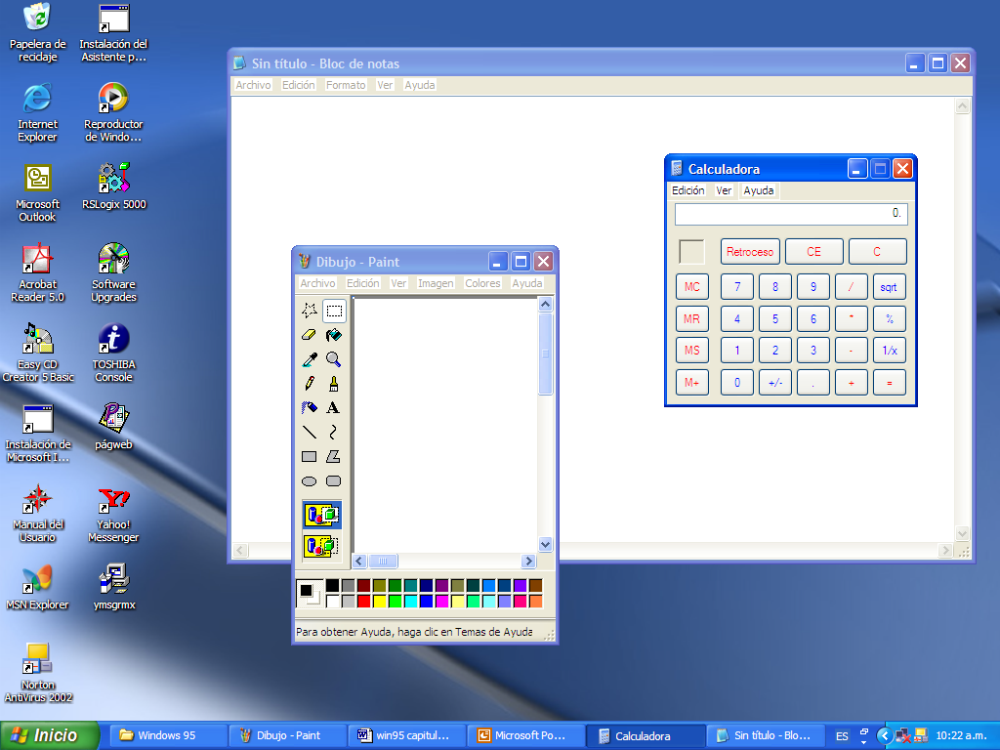 Papelera de
reciclaje
Instalación del
Asistente p...
Internet
Explorer
Reproductor
de Windo...
Microsoft
Outlook
RSLogix 5000
Acrobat
Reader 5.0
Software
Upgrades
Easy CD
Creator 5 Basic
TOSHIBA
Console
Instalación de
Microsoft I...
págweb
Manual del
Usuario
Yahoo!
Messenger
MSN Explorer
ymsgrmx
Norton
AntiVirus 2002
Sin título - Bloc de notas
Archivo Edición Formato Ver Ayuda
Calculadora
Edición Ver Ayuda
0.
Retroceso CE C
MC 7 8 9 / sqrt
MR 4 5 6 * %
MS 1 2 3 - 1/x
M+ 0 +/- . + =
Dibujo - Paint
Archivo Edición Ver Imagen Colores Ayuda
A
Para obtener Ayuda, haga clic en Temas de Ayuda
Inicio Windows 95 Dibujo - Paint win95 capitul... Microsoft Po... Calculadora Sin título - Blo... ES 10:22 a.m.